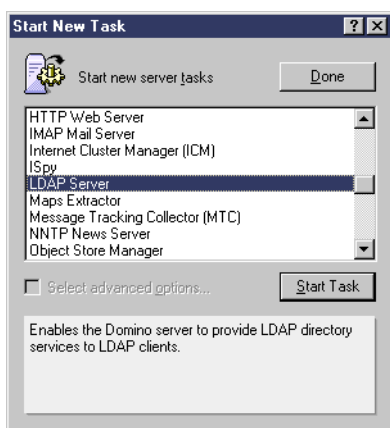 Start New Task
Start new server tasks
Done
HTTP Web Server
IMAP Mail Server
Internet Cluster Manager (ICM)
ISpy
LDAP Server
Maps Extractor
Message Tracking Collector (MTC)
NNTP News Server
Object Store Manager
Select advanced options...
Start Task
Enables the Domino server to provide LDAP directory
services to LDAP clients.